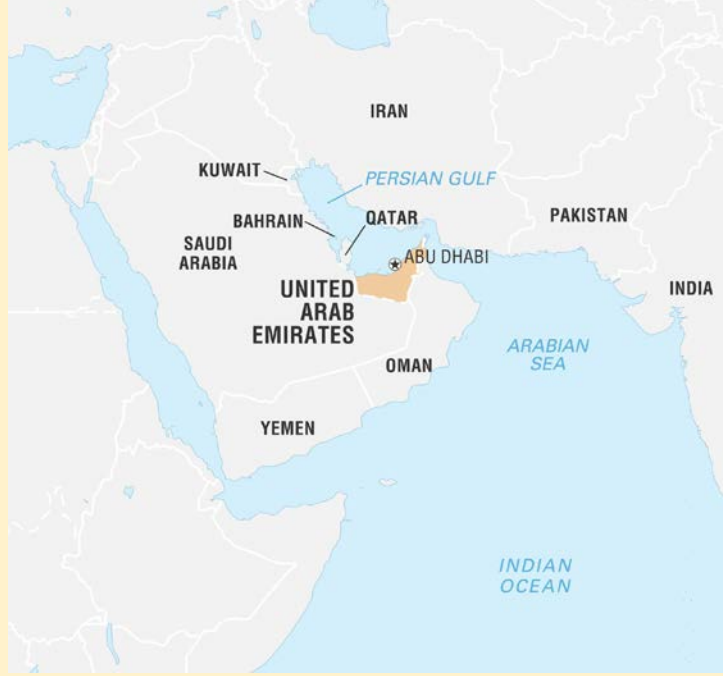 IRAN
KUWAIT
PERSIAN GULF
BAHRAIN
QATAR
PAKISTAN
SAUDI
ARABIA
ABU DHABI
UNITED
ARAB
EMIRATES
INDIA
ARABIAN
SEA
OMAN
YEMEN
INDIAN
OCEAN